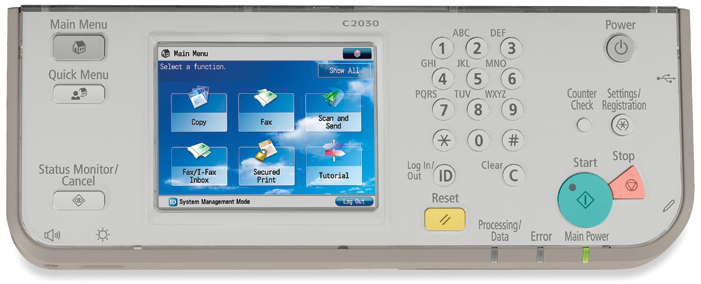 C2030
Main Menu
Quick Menu
Status Monitor/
Cancel
Main Menu
Select a function.
Show All
Copy
Fax
Scan and
Send
Fax/I-Fax
Inbox
Secured
Print
Tutorial
ID System Management Mode
Log Out
ABC DEF
1 2 3
GHI JKL MNO
4 5 6
PQRS TUV WXYZ
7 8 9
* 0 #
Log In/
Out
ID
Clear
C
Reset
Power
Counter
Check
Settings/
Registration
Start
Stop
Processing/
Data
Error
Main Power